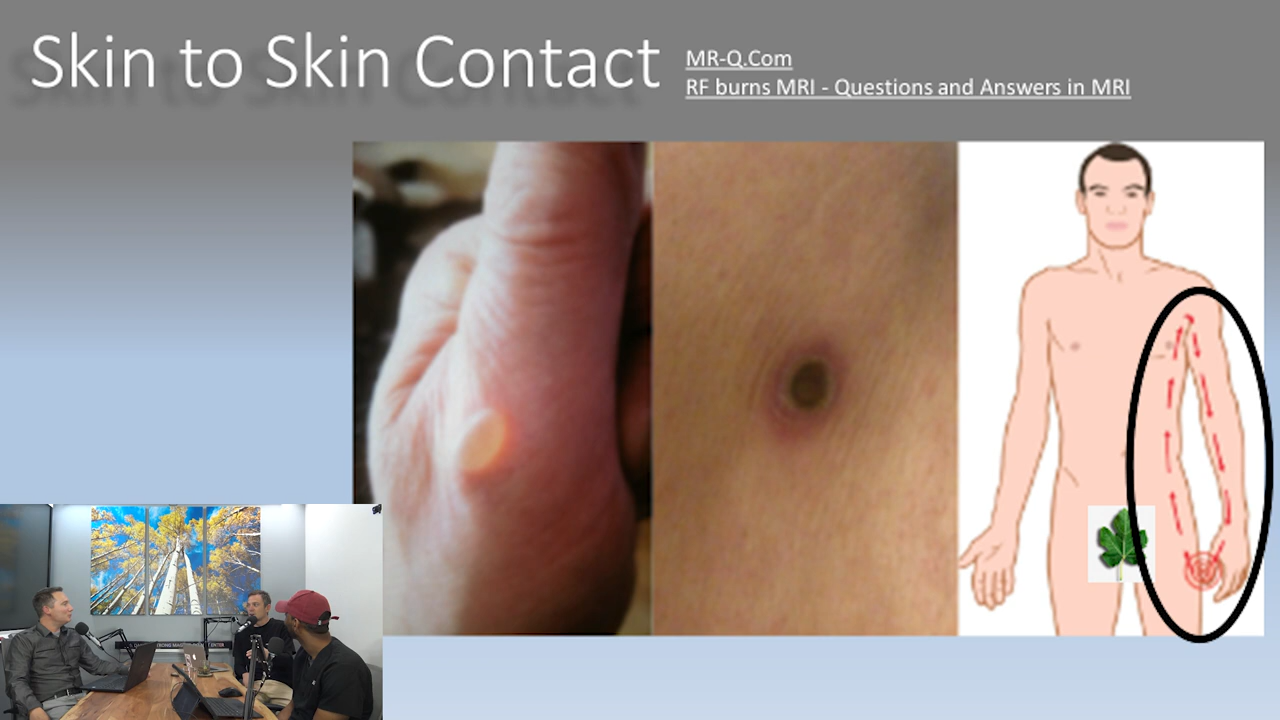 Skin to Skin Contact
MR-Q.Com
RF burns MRI - Questions and Answers in MRI